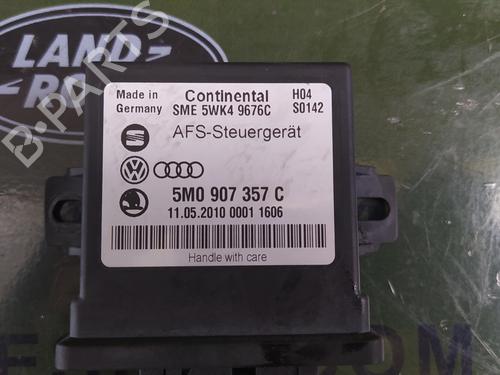 LAND
RO
Made in Continental H04
Germany SME 5WK4 9676C S0142
AFS-Steuergerät
5M0 907 357 C
11.05.2010 0001 1606
Handle with care